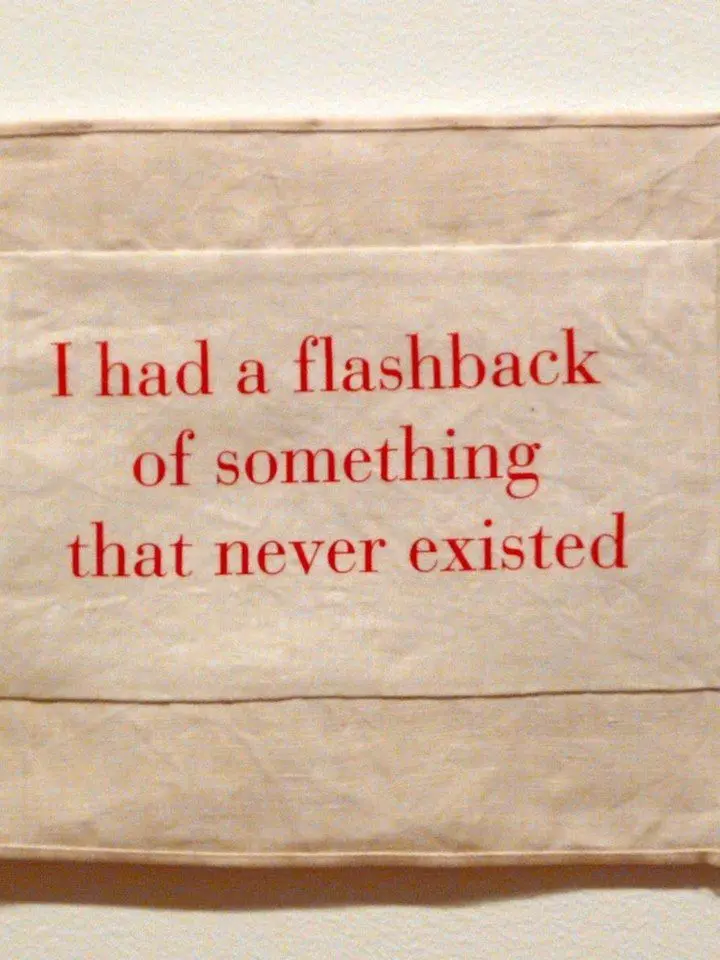 I had a flashback
of something
that never existed